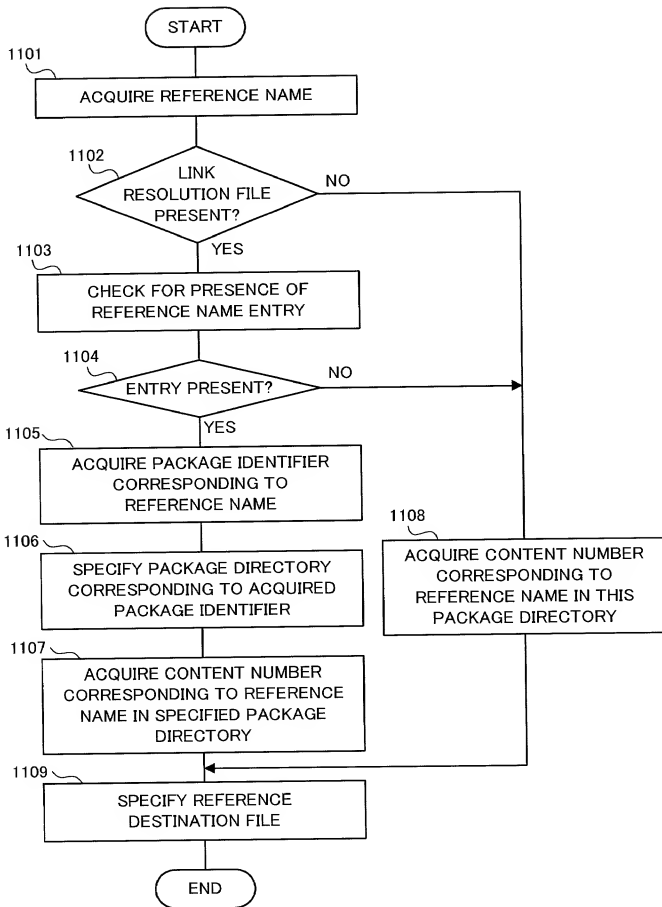 START
1101
ACQUIRE REFERENCE NAME
1102
LINK
RESOLUTION FILE
PRESENT?
NO
YES
1103
CHECK FOR PRESENCE OF
REFERENCE NAME ENTRY
1104
ENTRY PRESENT?
NO
YES
1105
ACQUIRE PACKAGE IDENTIFIER
CORRESPONDING TO
REFERENCE NAME
1106
SPECIFY PACKAGE DIRECTORY
CORRESPONDING TO ACQUIRED
PACKAGE IDENTIFIER
1108
ACQUIRE CONTENT NUMBER
CORRESPONDING TO
REFERENCE NAME IN THIS
PACKAGE DIRECTORY
1107
ACQUIRE CONTENT NUMBER
CORRESPONDING TO REFERENCE
NAME IN SPECIFIED PACKAGE
DIRECTORY
1109
SPECIFY REFERENCE
DESTINATION FILE
END